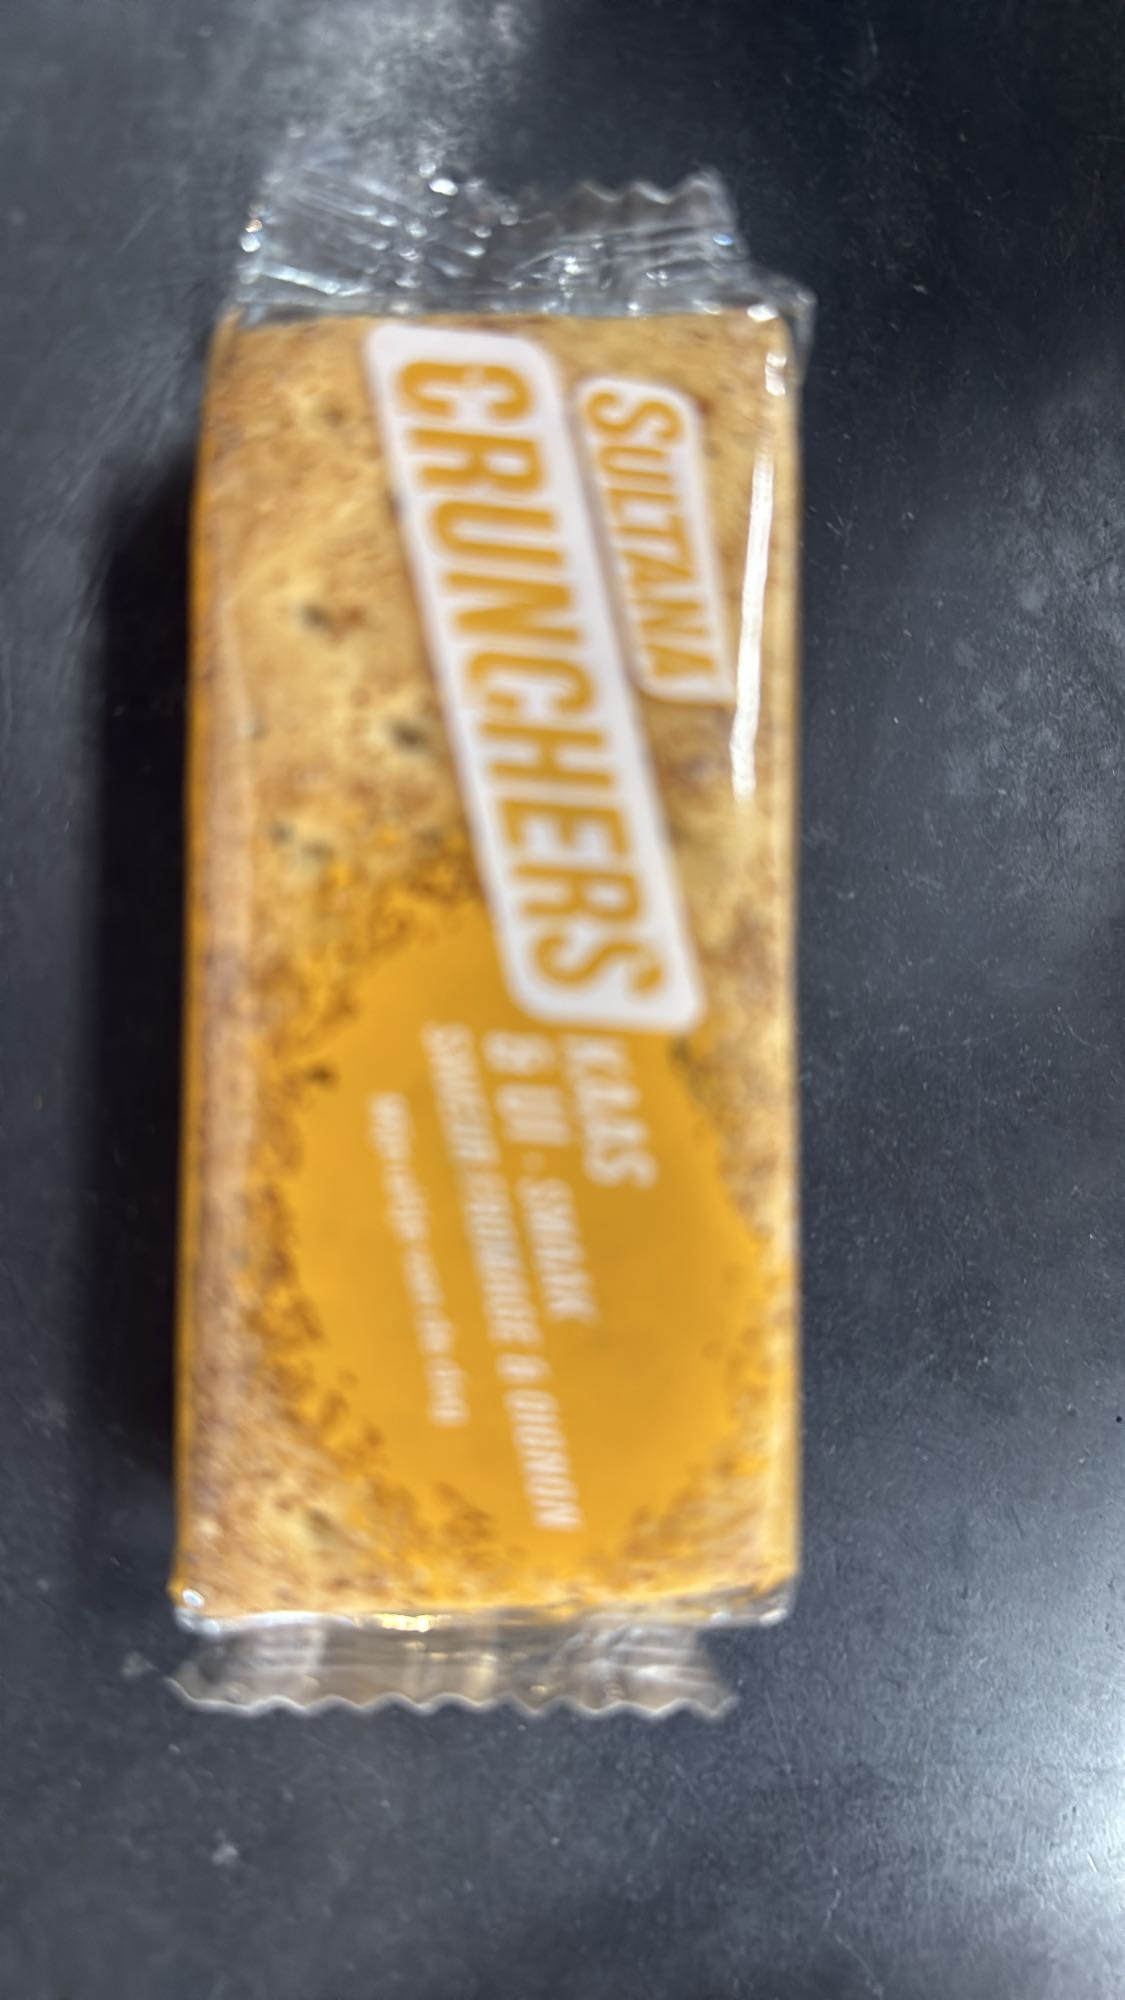 SULTANA
CRUNCHERS
KAAS
& UI - SMAAK
SAVEUR FROMAGE & OIGNON